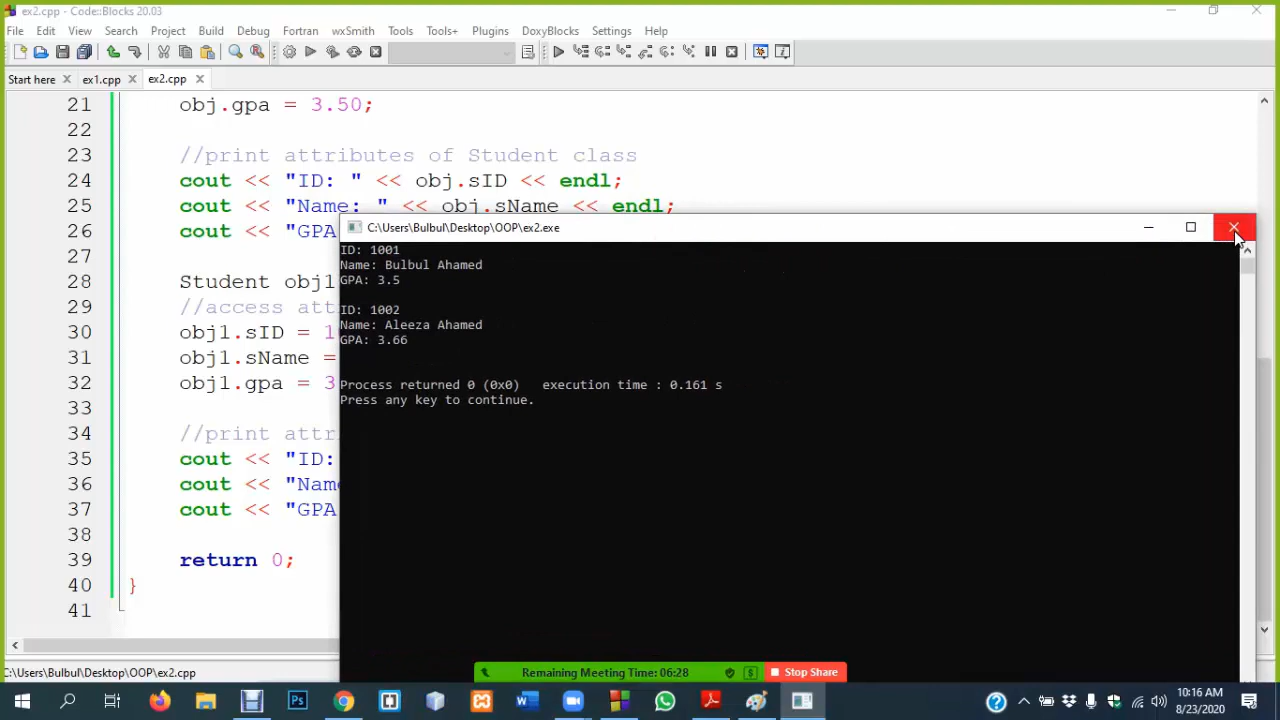 ex2.cpp - Code::Blocks 20.03
File Edit View Search Project Build Debug Fortran wxSmith Tools Tools+ Plugins DoxyBlocks Settings Help
Start here ex1.cpp ex2.cpp
21 obj.gpa = 3.50;
22
23 //print attributes of Student class
24 cout << "ID: " << obj.sID << endl;
25 cout << "Name: " << obj.sName << endl;
26 cout << "GPA
27
28 Student obj1
29 //access att
30 obj1.sID = 1
31 obj1.sName =
32 obj1.gpa = 3
33
34 //print attr
35 cout << "ID:
36 cout << "Nam
37 cout << "GPA
38
39 return 0;
40 }
41
C:\Users\Bulbul\Desktop\OOP\ex2.exe
ID: 1001
Name: Bulbul Ahamed
GPA: 3.5
ID: 1002
Name: Aleeza Ahamed
GPA: 3.66
Process returned 0 (0x0) execution time : 0.161 s
Press any key to continue.
C:\Users\Bulbul\Desktop\OOP\ex2.cpp
Remaining Meeting Time: 06:28 Stop Share
Ps
10:16 AM
8/23/2020